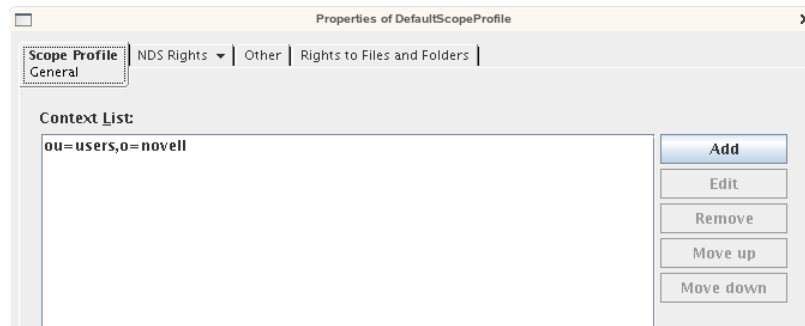 Properties of DefaultScopeProfile
Scope Profile NDS Rights Other Rights to Files and Folders
General
Context List:
ou=users,o=novell
Add
Edit
Remove
Move up
Move down